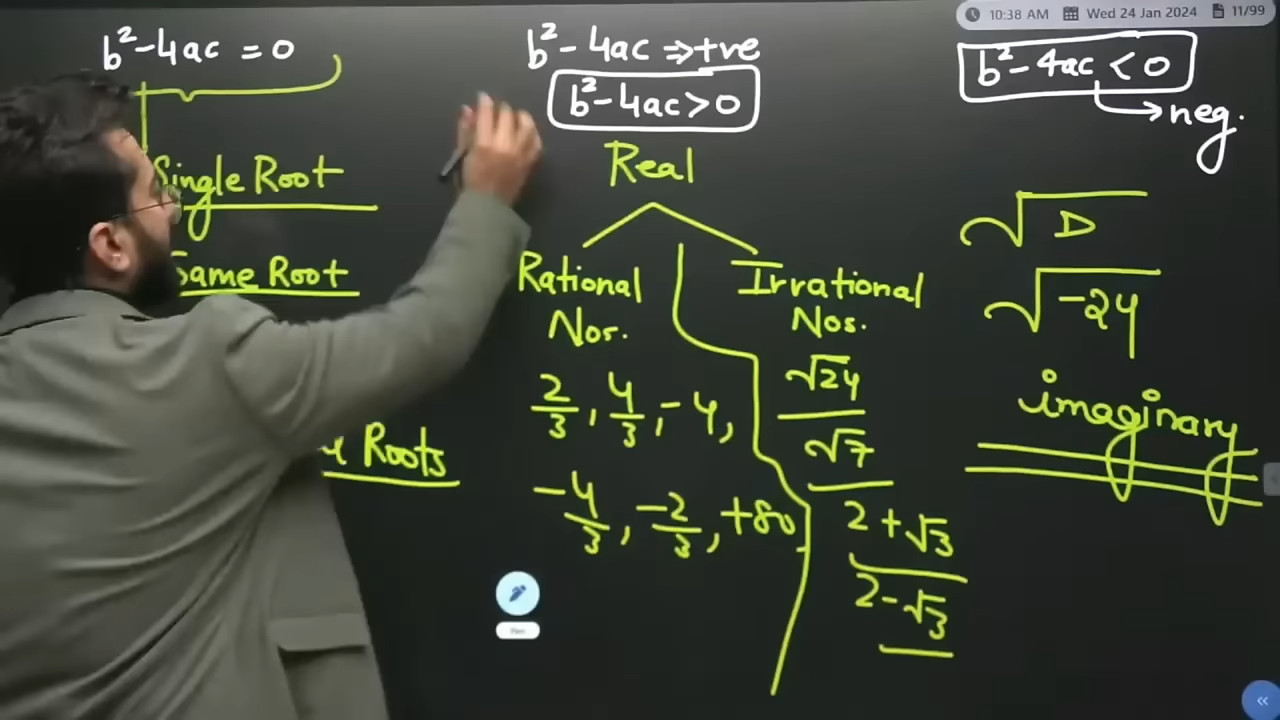 10:38 AM Wed 24 Jan 2024 11/99
b²-4ac = 0
Single Root
Same Root
Roots
b²-4ac ⇒ +ve
b²-4ac > 0
Real
Rational
Nos.
2/3, 4/3, -4,
-4/3, -2/3, +80
Irrational
Nos.
√24
√7
2 + √3
2 - √3
b²-4ac < 0
→ neg.
√D
√-24
imaginary
Pen
«